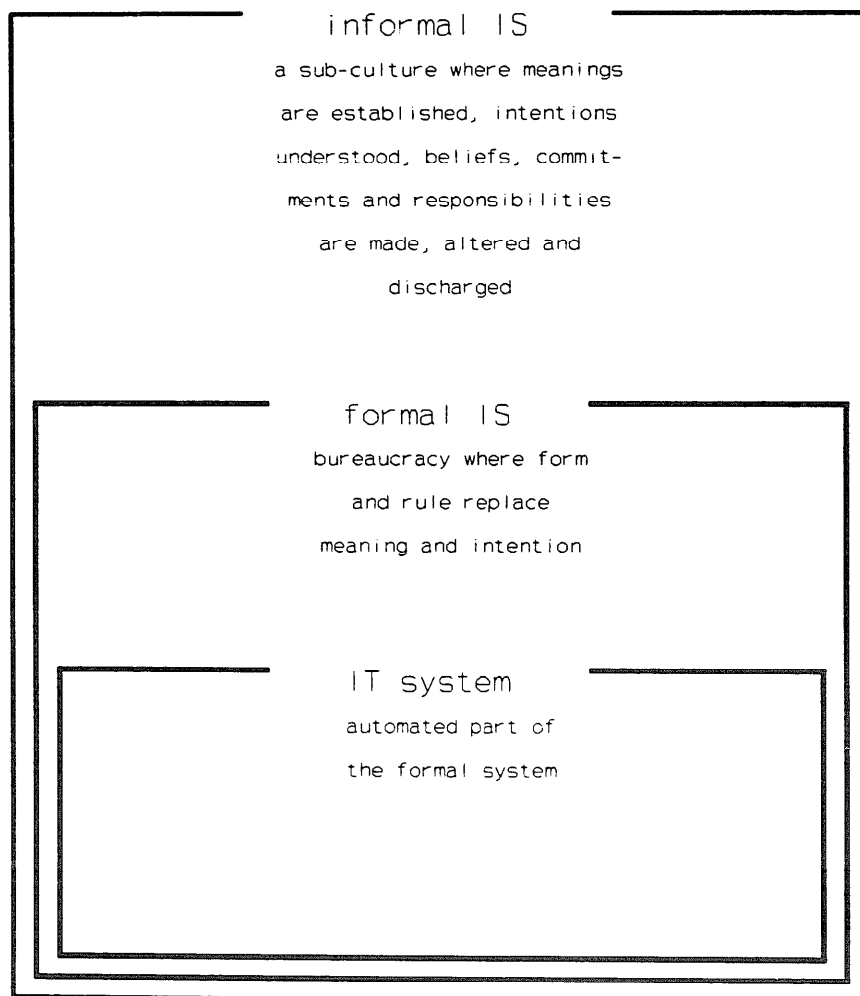 informal IS
a sub-culture where meanings
are established, intentions
understood, beliefs, commit-
ments and responsibilities
are made, altered and
discharged
formal IS
bureaucracy where form
and rule replace
meaning and intention
IT system
automated part of
the formal system